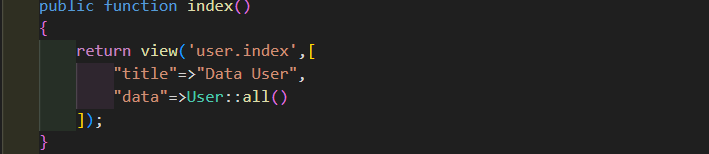 public function index()
{
return view('user.index',[
"title"=>"Data User",
"data"=>User::all()
]);
}